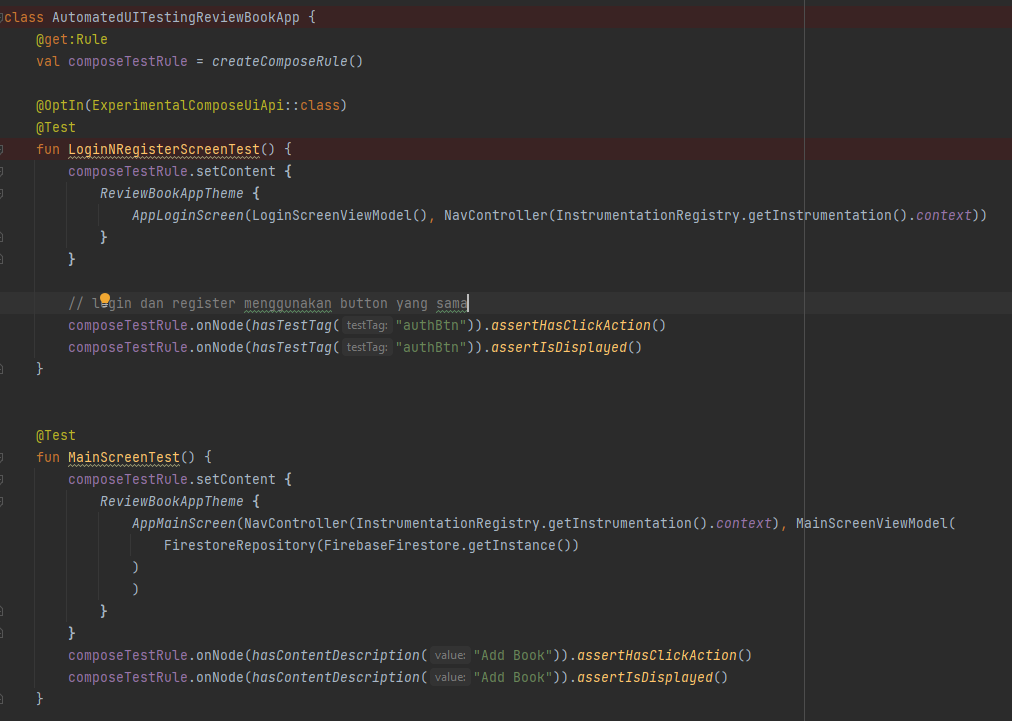 class AutomatedUITestingReviewBookApp {
@get:Rule
val composeTestRule = createComposeRule()
@OptIn(ExperimentalComposeUiApi::class)
@Test
fun LoginNRegisterScreenTest() {
composeTestRule.setContent {
ReviewBookAppTheme {
AppLoginScreen(LoginScreenViewModel(), NavController(InstrumentationRegistry.getInstrumentation().context))
}
}
// login dan register menggunakan button yang sama
composeTestRule.onNode(hasTestTag( testTag: "authBtn")).assertHasClickAction()
composeTestRule.onNode(hasTestTag( testTag: "authBtn")).assertIsDisplayed()
}
@Test
fun MainScreenTest() {
composeTestRule.setContent {
ReviewBookAppTheme {
AppMainScreen(NavController(InstrumentationRegistry.getInstrumentation().context), MainScreenViewModel(
FirestoreRepository(FirebaseFirestore.getInstance())
)
)
}
}
composeTestRule.onNode(hasContentDescription( value: "Add Book")).assertHasClickAction()
composeTestRule.onNode(hasContentDescription( value: "Add Book")).assertIsDisplayed()
}